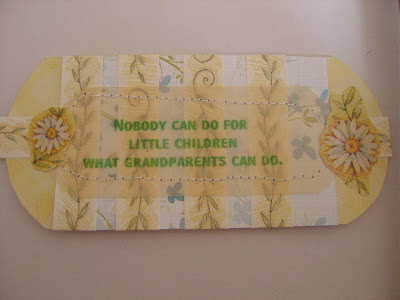 NOBODY CAN DO FOR
LITTLE CHILDREN
WHAT GRANDPARENTS CAN DO.